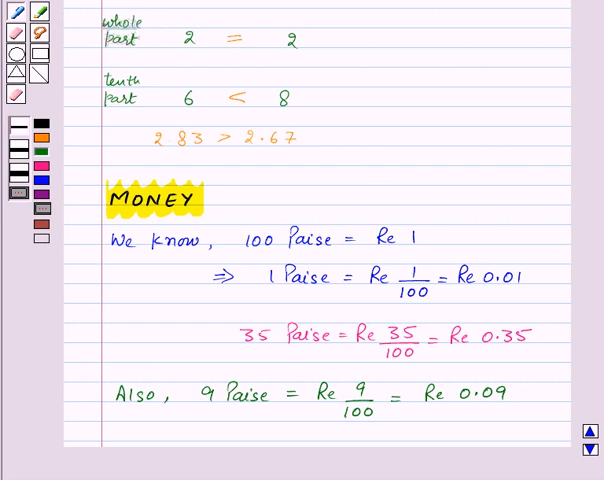 whole
part 2 = 2
tenth
part 6 < 8
2.83 > 2.67
MONEY
We know, 100 Paise = Re 1
⇒ 1 Paise = Re 1/100 = Re 0.01
35 Paise = Re 35/100 = Re 0.35
Also, 9 Paise = Re 9/100 = Re 0.09